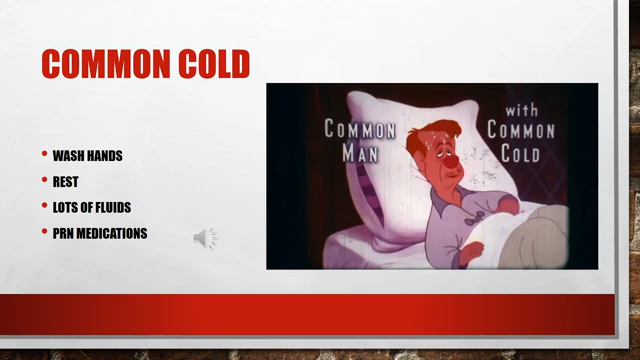 COMMON COLD
WASH HANDS
REST
LOTS OF FLUIDS
PRN MEDICATIONS
COMMON
MAN
with
COMMON
COLD